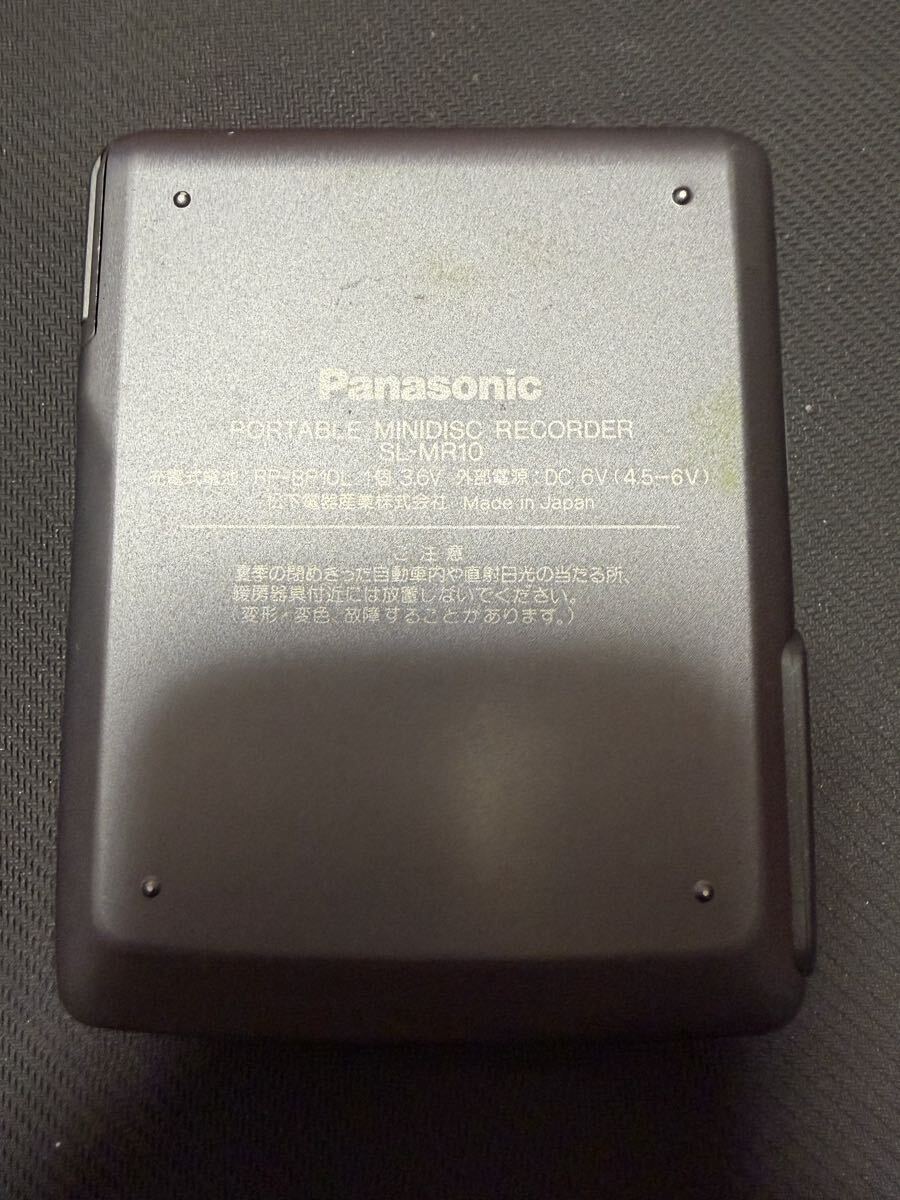 Panasonic
PORTABLE MINIDISC RECORDER
SL-MR10
充電式電池 RP-BP10L 1個 3.6V 外部電源:DC 6V(4.5-6V)
松下電器産業株式会社 Made in Japan
ご注意
夏季の閉めきった自動車内や直射日光の当たる所、
暖房器具付近には放置しないでください。
(変形/変色、故障することがあります。)